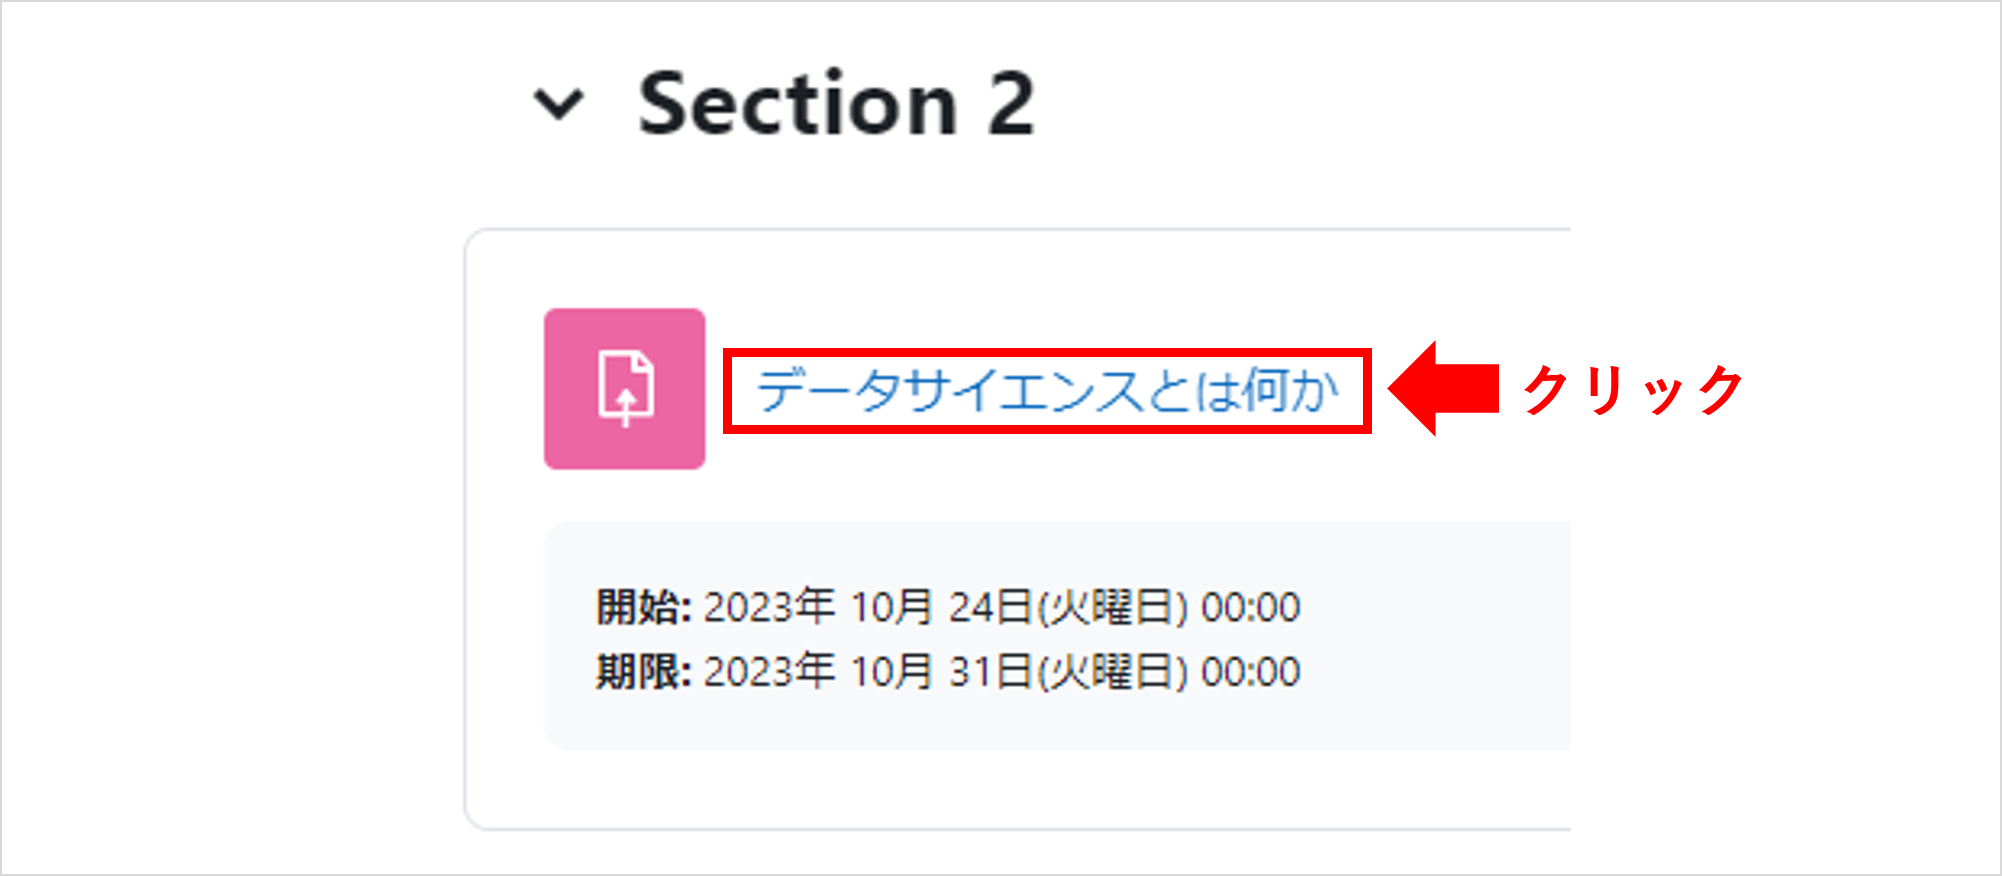 Section 2
データサイエンスとは何か
クリック
開始: 2023年 10月 24日(火曜日) 00:00
期限: 2023年 10月 31日(火曜日) 00:00